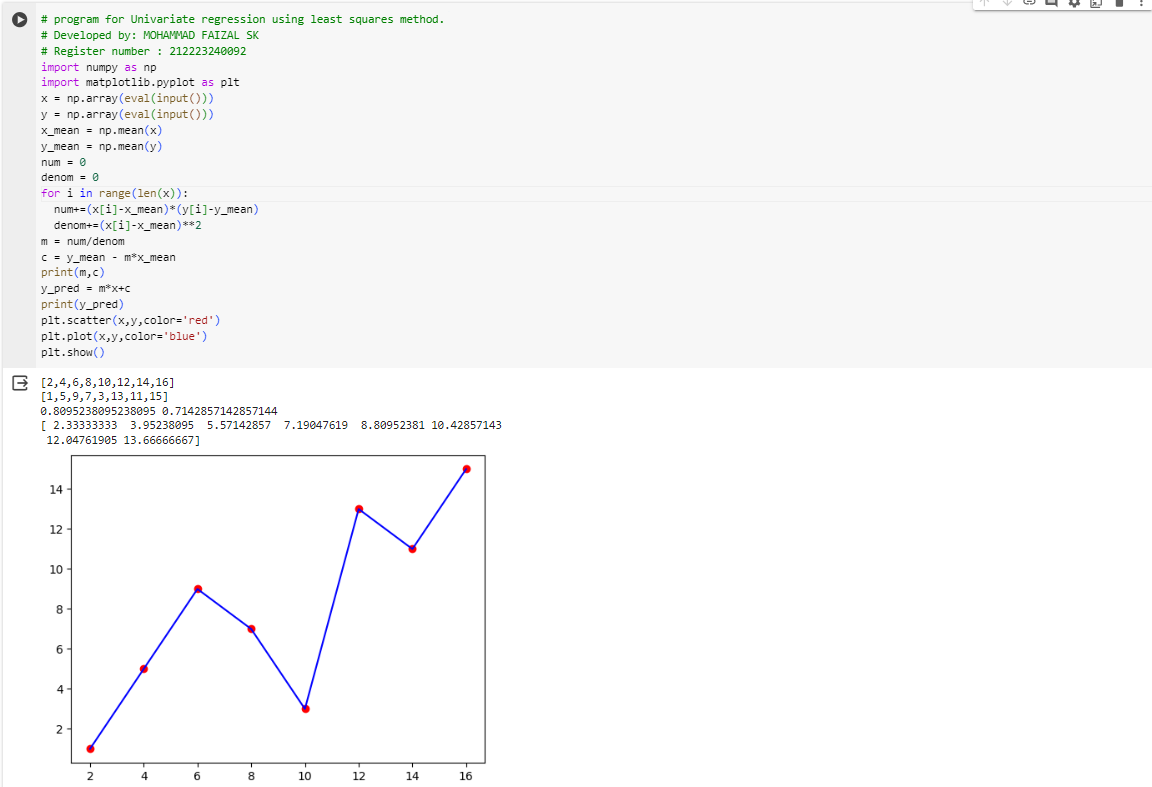 # program for Univariate regression using least squares method.
# Developed by: MOHAMMAD FAIZAL SK
# Register number : 212223240092
import numpy as np
import matplotlib.pyplot as plt
x = np.array(eval(input()))
y = np.array(eval(input()))
x_mean = np.mean(x)
y_mean = np.mean(y)
num = 0
denom = 0
for i in range(len(x)):
  num+=(x[i]-x_mean)*(y[i]-y_mean)
  denom+=(x[i]-x_mean)**2
m = num/denom
c = y_mean - m*x_mean
print(m,c)
y_pred = m*x+c
print(y_pred)
plt.scatter(x,y,color='red')
plt.plot(x,y,color='blue')
plt.show()
[2,4,6,8,10,12,14,16]
[1,5,9,7,3,13,11,15]
0.8095238095238095 0.7142857142857144
[ 2.33333333  3.95238095  5.57142857  7.19047619  8.80952381 10.42857143
 12.04761905 13.66666667]
14
12
10
8
6
4
2
2 4 6 8 10 12 14 16